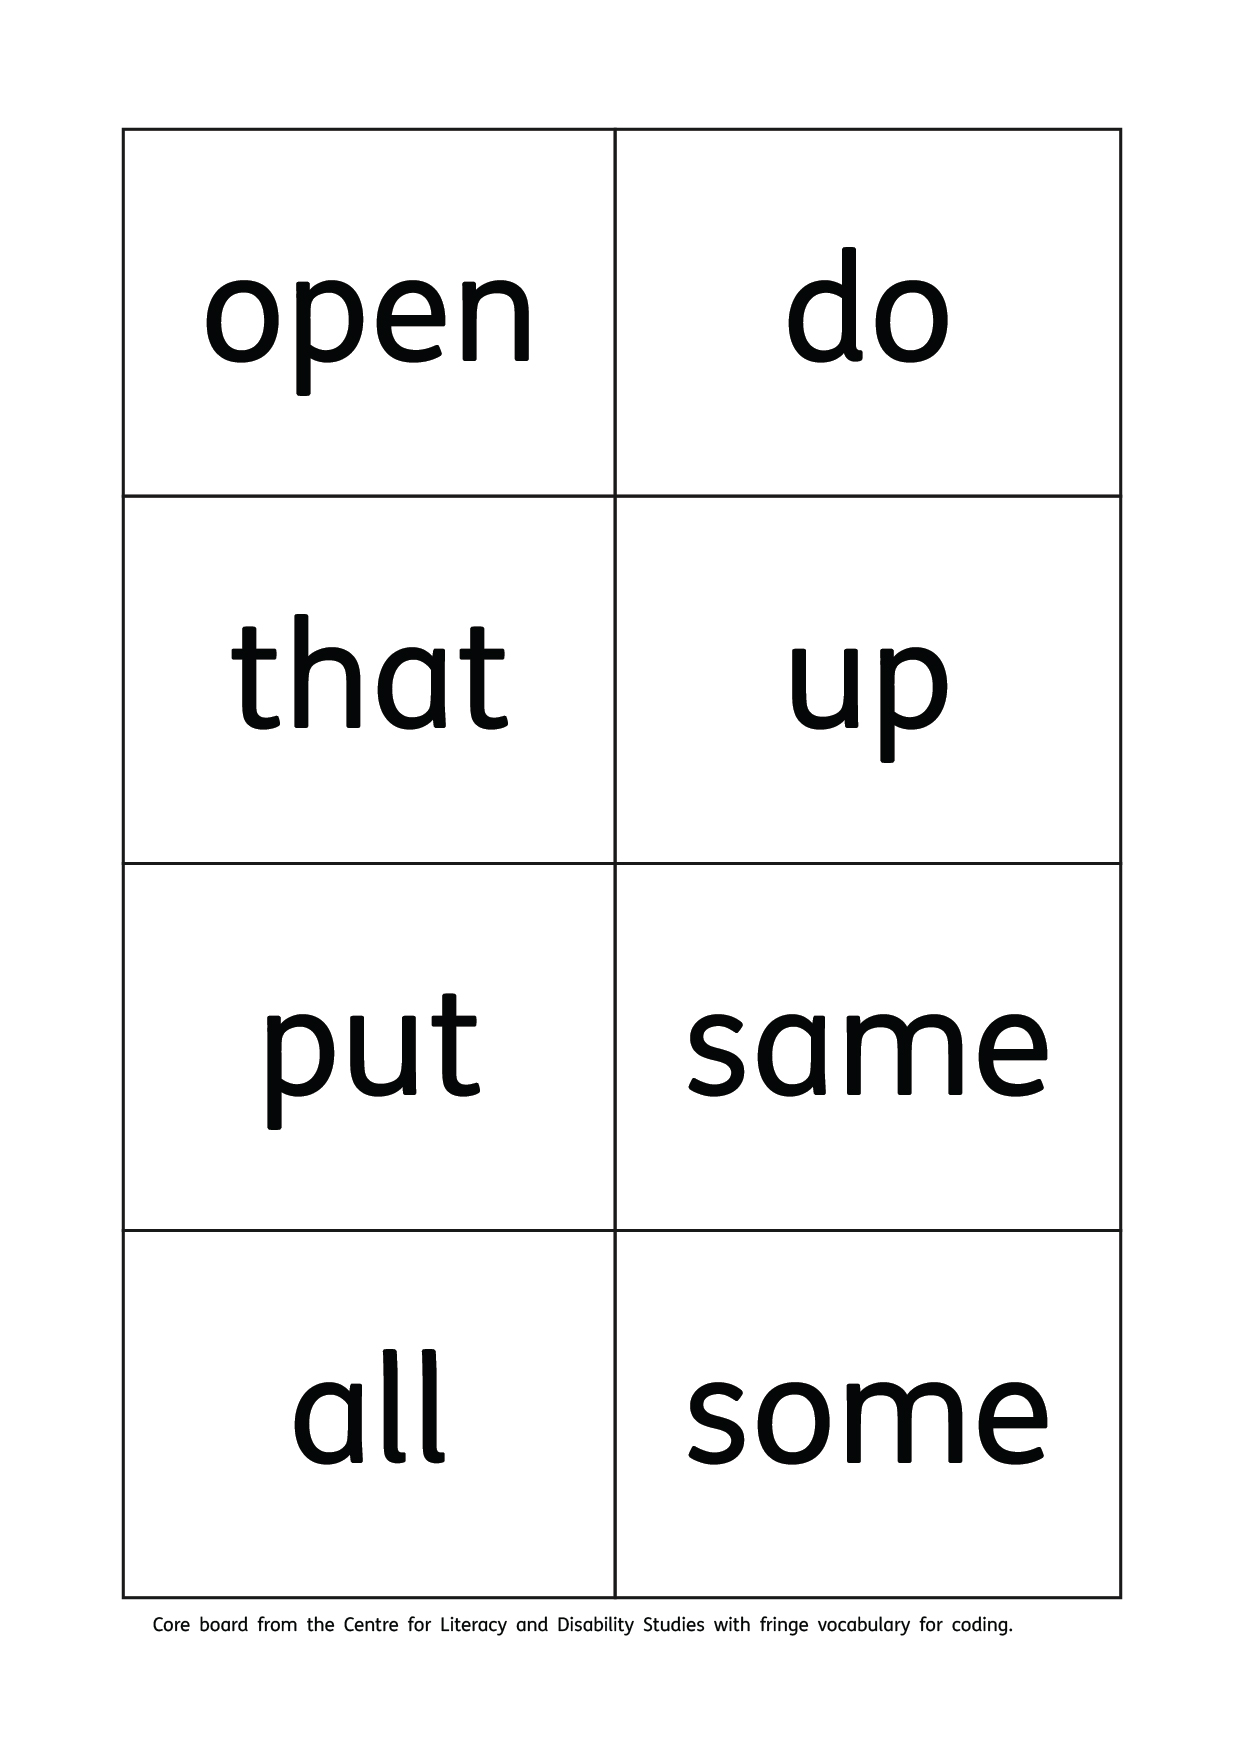 open do
that up
put same
all some
Core board from the Centre for Literacy and Disability Studies with fringe vocabulary for coding.